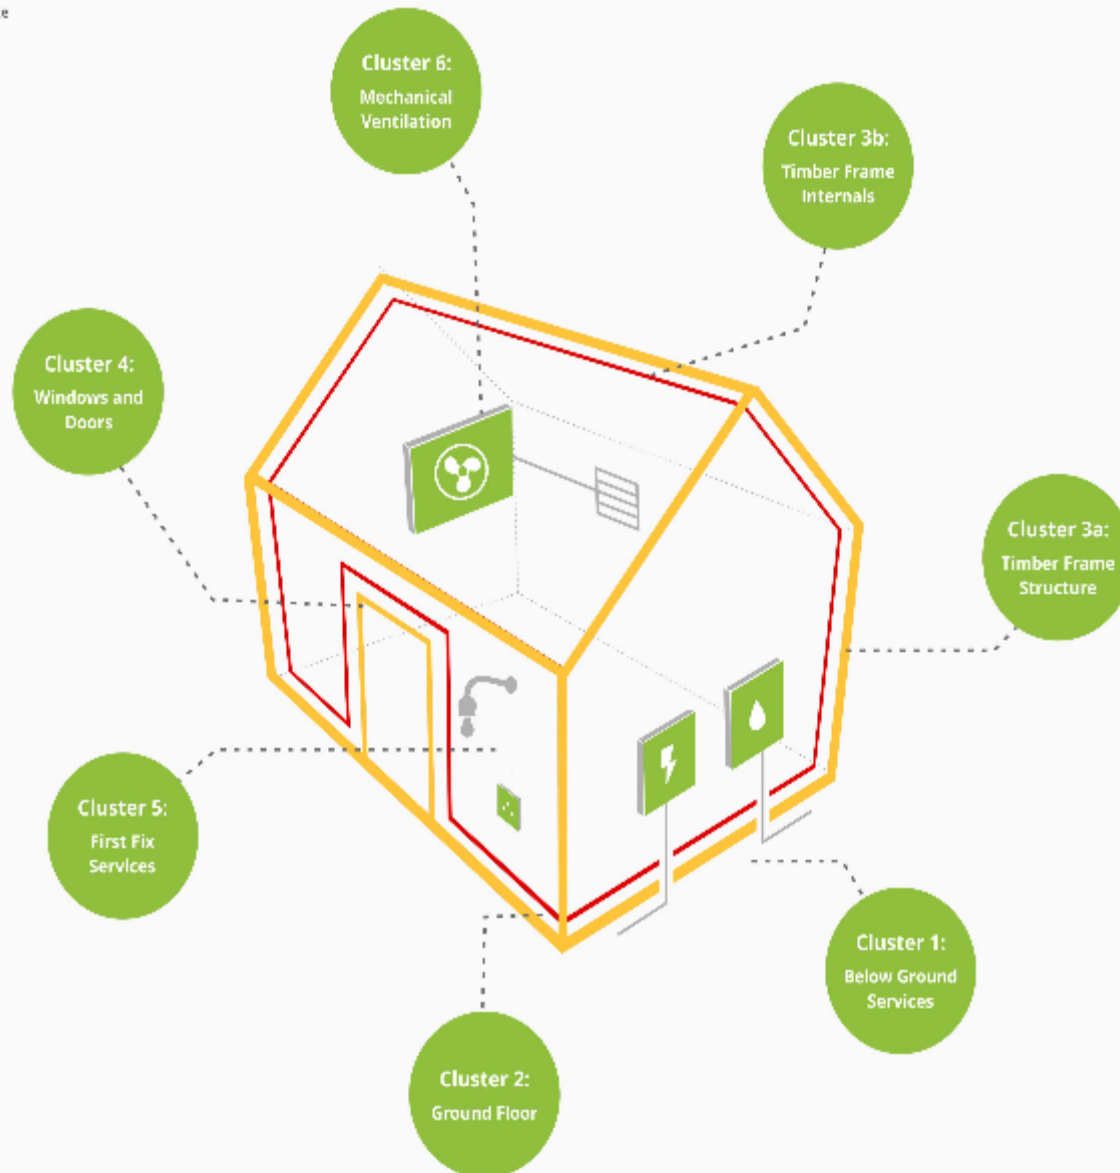 Cluster 6:
Mechanical
Ventilation
Cluster 3b:
Timber Frame
Internals
Cluster 4:
Windows and
Doors
Cluster 3a:
Timber Frame
Structure
Cluster 5:
First Fix
Services
Cluster 1:
Below Ground
Services
Cluster 2:
Ground Floor